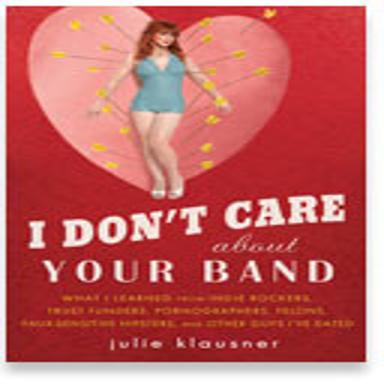 I DON'T CARE
about
YOUR BAND
WHAT I LEARNED FROM INDIE ROCKERS,
TRUST FUNDERS, PORNOGRAPHERS, FELONS,
FAUX-SENSITIVE HIPSTERS, AND OTHER GUYS I'VE DATED
julie klausner